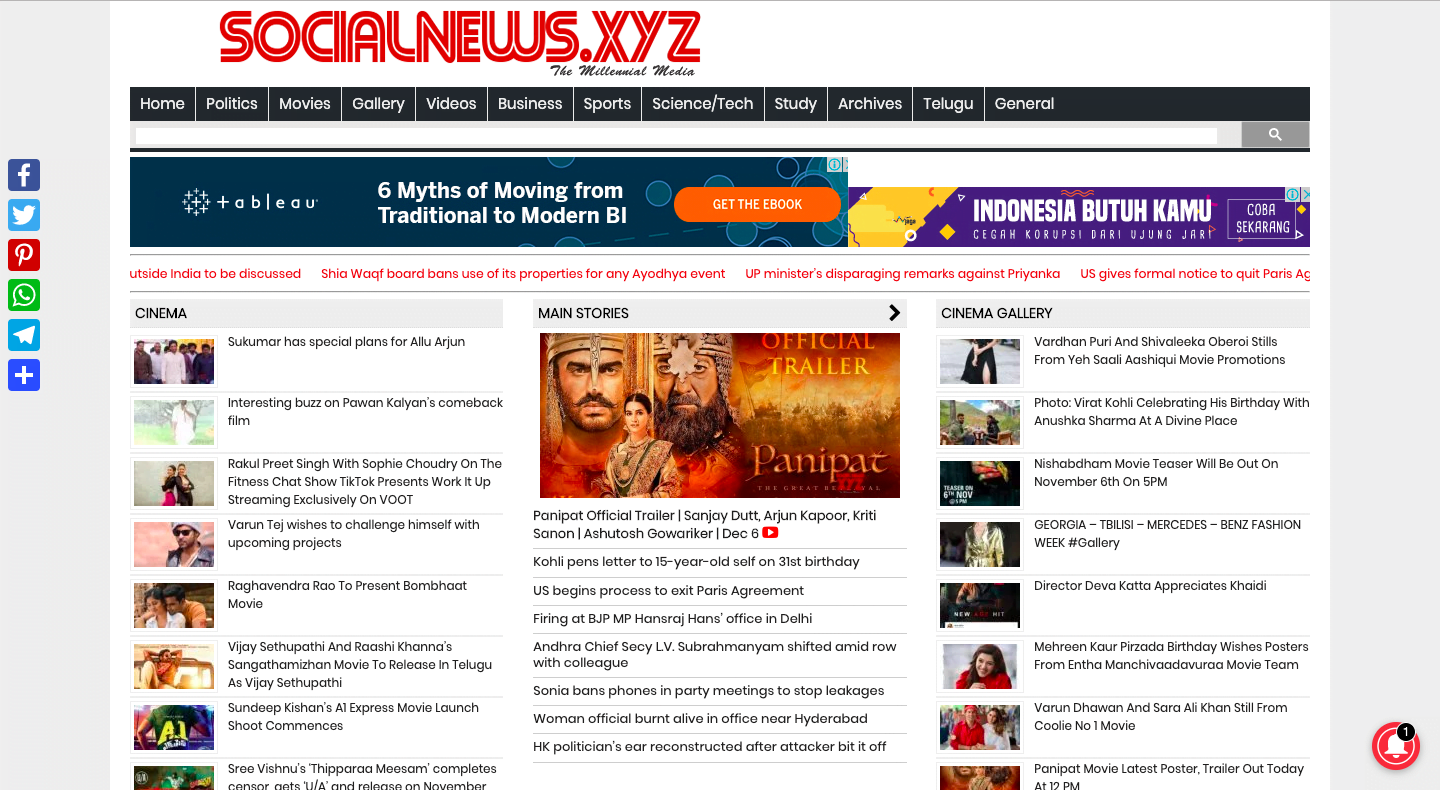 SOCIALNEWS.XYZ
The Millennial Media
Home Politics Movies Gallery Videos Business Sports Science/Tech Study Archives Telugu General
+ableau
6 Myths of Moving from
Traditional to Modern BI
GET THE EBOOK
INDONESIA BUTUH KAMU
CEGAH KORUPSI DARI UJUNG JARI
COBA
SEKARANG
utside India to be discussed Shia Waqf board bans use of its properties for any Ayodhya event UP minister's disparaging remarks against Priyanka US gives formal notice to quit Paris Ag
CINEMA
Sukumar has special plans for Allu Arjun
Interesting buzz on Pawan Kalyan's comeback
film
Rakul Preet Singh With Sophie Choudry On The
Fitness Chat Show TikTok Presents Work It Up
Streaming Exclusively On VOOT
Varun Tej wishes to challenge himself with
upcoming projects
Raghavendra Rao To Present Bombhaat
Movie
Vijay Sethupathi And Raashi Khanna's
Sangathamizhan Movie To Release In Telugu
As Vijay Sethupathi
A1
Sundeep Kishan's A1 Express Movie Launch
Shoot Commences
Sree Vishnu's 'Thipparaa Meesam' completes
censor, gets 'U/A' and release on November
MAIN STORIES
OFFICIAL
TRAILER
Panipat
THE GREAT BETRAYAL
Panipat Official Trailer | Sanjay Dutt, Arjun Kapoor, Kriti
Sanon | Ashutosh Gowariker | Dec 6
Kohli pens letter to 15-year-old self on 31st birthday
US begins process to exit Paris Agreement
Firing at BJP MP Hansraj Hans' office in Delhi
Andhra Chief Secy L.V. Subrahmanyam shifted amid row
with colleague
Sonia bans phones in party meetings to stop leakages
Woman official burnt alive in office near Hyderabad
HK politician's ear reconstructed after attacker bit it off
CINEMA GALLERY
Vardhan Puri And Shivaleeka Oberoi Stills
From Yeh Saali Aashiqui Movie Promotions
Photo: Virat Kohli Celebrating His Birthday With
Anushka Sharma At A Divine Place
TEASER ON
6TH NOV
@ 5 PM
Nishabdham Movie Teaser Will Be Out On
November 6th On 5PM
GEORGIA – TBILISI – MERCEDES – BENZ FASHION
WEEK #Gallery
NEW AGE HIT
Director Deva Katta Appreciates Khaidi
Mehreen Kaur Pirzada Birthday Wishes Posters
From Entha Manchivaadavuraa Movie Team
Varun Dhawan And Sara Ali Khan Still From
Coolie No 1 Movie
Panipat Movie Latest Poster, Trailer Out Today
At 12 PM
1